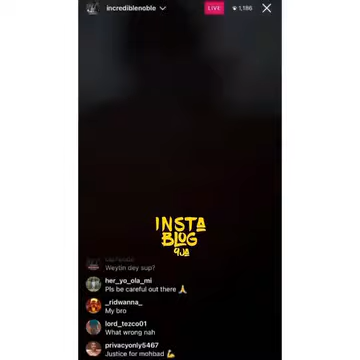 incrediblenoble
LIVE
1,186
INSTA
BLOG
9JA
Weylin dey sup?
her_yo_ola_mi
Pls be careful out there 🙏
_ridwanna_
My bro
lord_tezco01
What wrong nah
privacyonly5467
Justice for mohbad 💪